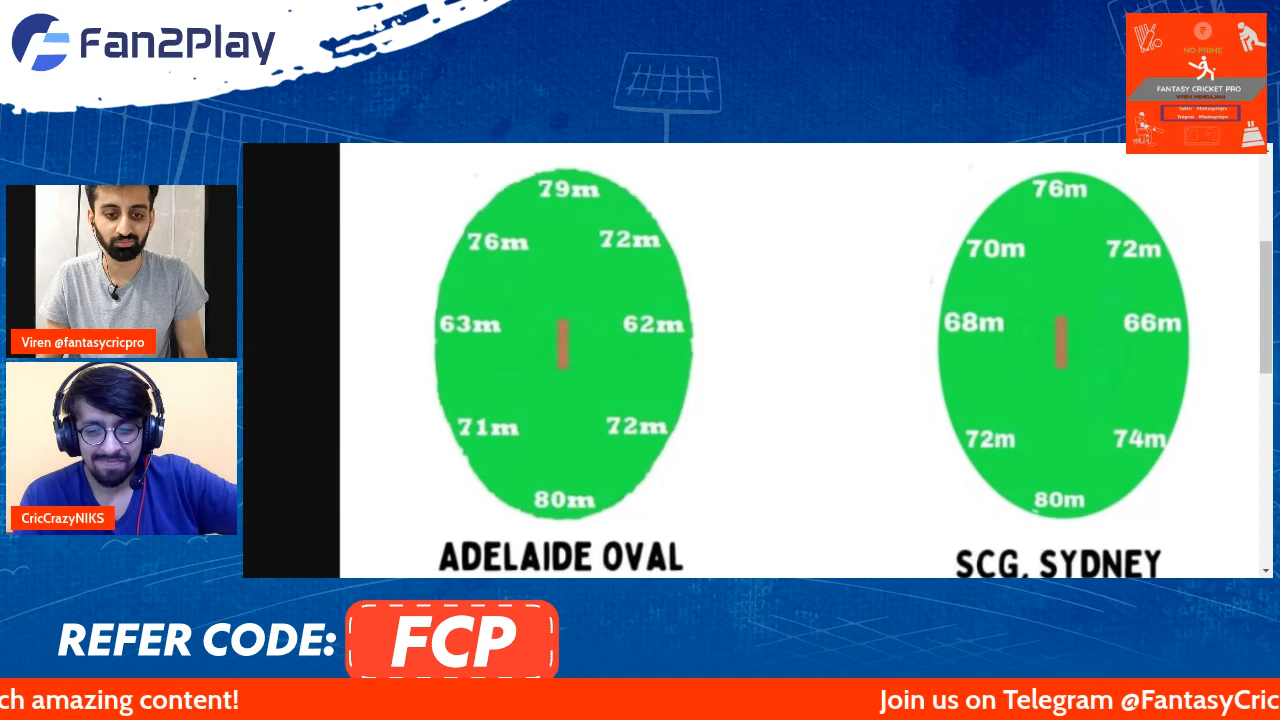 Fan2Play
NO PRIME
FANTASY CRICKET PRO
VIREN HEMRAJANI
79m
76m
72m
63m
62m
71m
72m
80m
ADELAIDE OVAL
76m
70m
72m
68m
66m
72m
74m
80m
SCG, SYDNEY
Viren @fantasycricpro
CricCrazyNIKS
REFER CODE: FCP
ch amazing content!
Join us on Telegram @FantasyCric